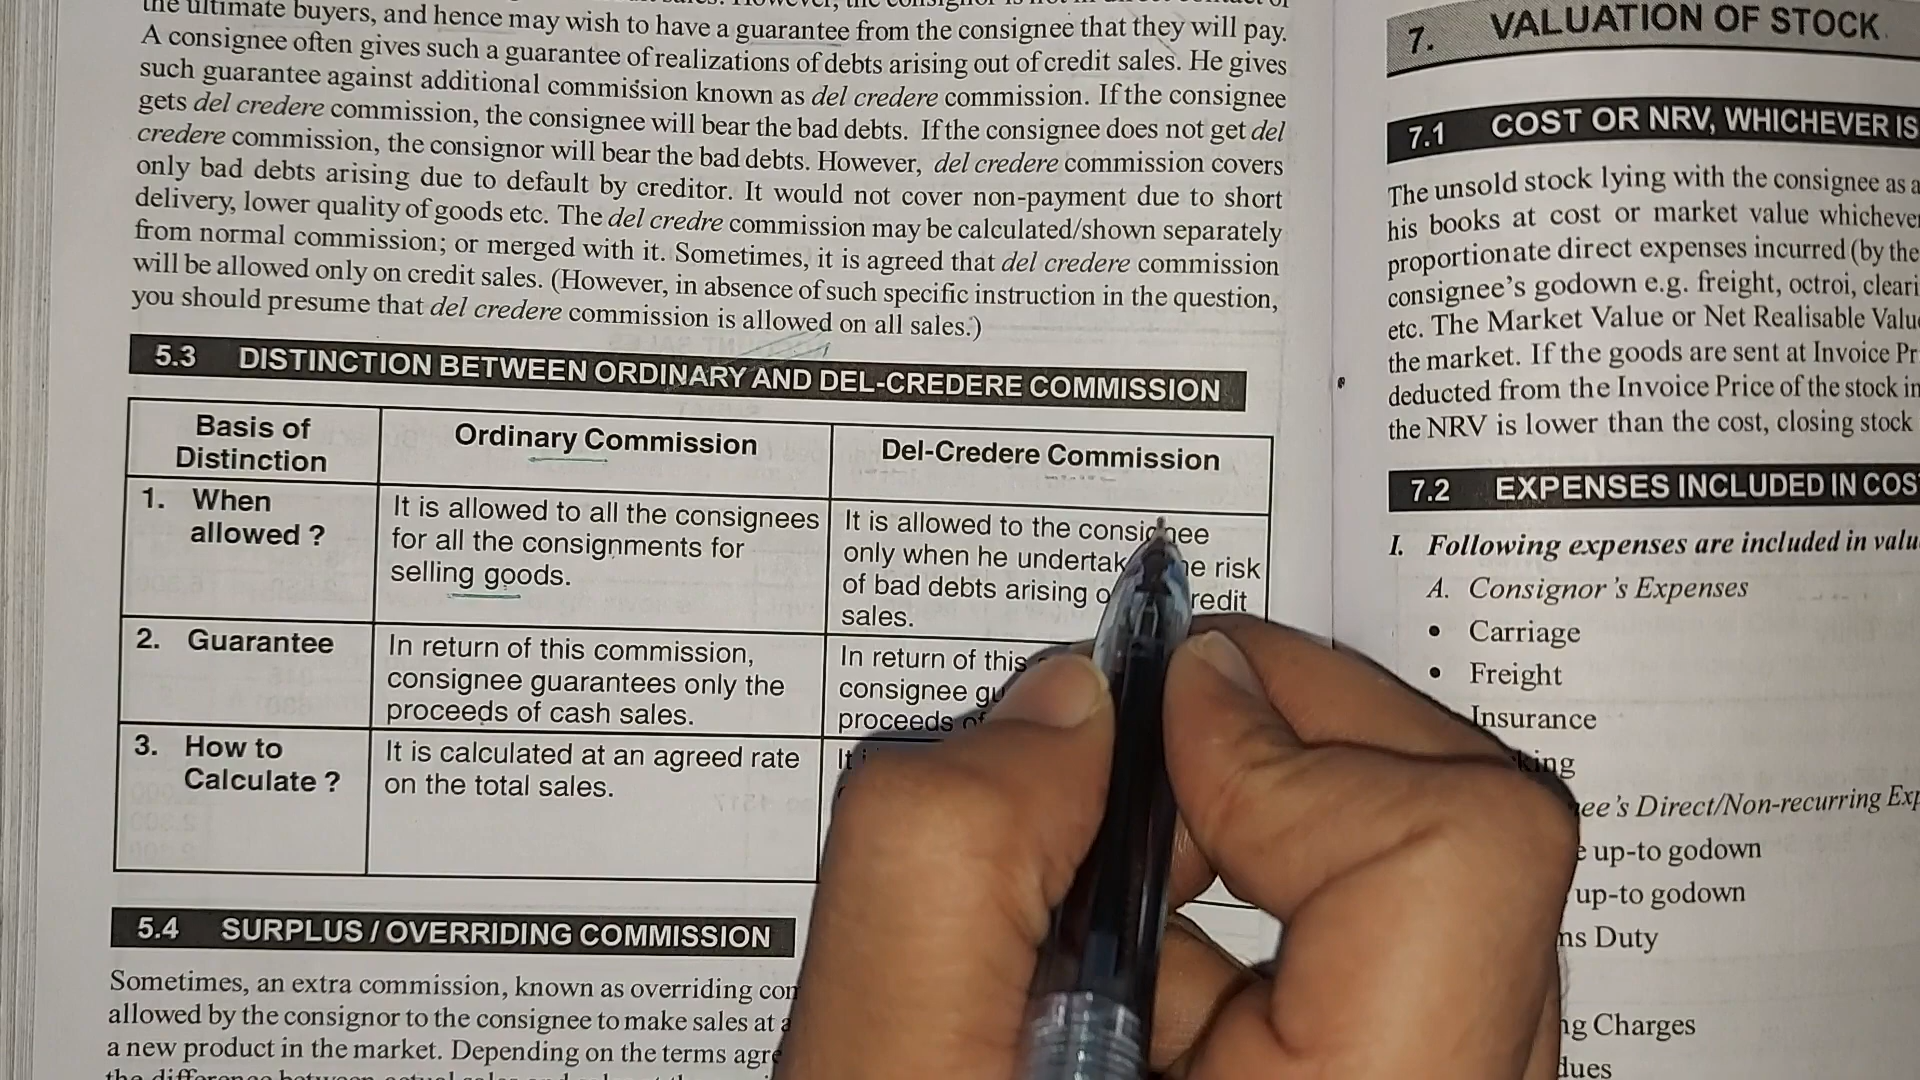 the ultimate buyers, and hence may wish to have a guarantee from the consignee that they will pay.
A consignee often gives such a guarantee of realizations of debts arising out of credit sales. He gives
such guarantee against additional commission known as del credere commission. If the consignee
gets del credere commission, the consignee will bear the bad debts. If the consignee does not get del
credere commission, the consignor will bear the bad debts. However, del credere commission covers
only bad debts arising due to default by creditor. It would not cover non-payment due to short
delivery, lower quality of goods etc. The del credre commission may be calculated/shown separately
from normal commission; or merged with it. Sometimes, it is agreed that del credere commission
will be allowed only on credit sales. (However, in absence of such specific instruction in the question,
you should presume that del credere commission is allowed on all sales.)
5.3 DISTINCTION BETWEEN ORDINARY AND DEL-CREDERE COMMISSION
Basis of
Distinction
Ordinary Commission
Del-Credere Commission
1. When
allowed ?
It is allowed to all the consignees
for all the consignments for
selling goods.
It is allowed to the consignee
only when he risk
of bad debts arising
sales.
2. Guarantee
In return of this commission,
consignee guarantees only the
proceeds of cash sales.
In return of this
consignee
proceeds of
3. How to
Calculate ?
It is calculated at an agreed rate
on the total sales.
It
5.4 SURPLUS / OVERRIDING COMMISSION
Sometimes, an extra commission, known as overriding
allowed by the consignor to the consignee to make sales at a
a new product in the market. Depending on the terms
7. VALUATION OF STOCK
7.1 COST OR NRV, WHICHEVER IS
The unsold stock lying with the consignee as
his books at cost or market value
proportionate direct expenses incurred (by the
consignee's godown e.g. freight, octroi,
etc. The Market Value or Net Realisable
the market. If the goods are sent at Invoice
deducted from the Invoice Price of the stock
the NRV is lower than the cost, closing stock
7.2 EXPENSES INCLUDED IN
I. Following expenses are included in
A. Consignor's Expenses
• Carriage
• Freight
Insurance
Direct/Non-recurring
up-to godown
up-to godown
Duty
Charges